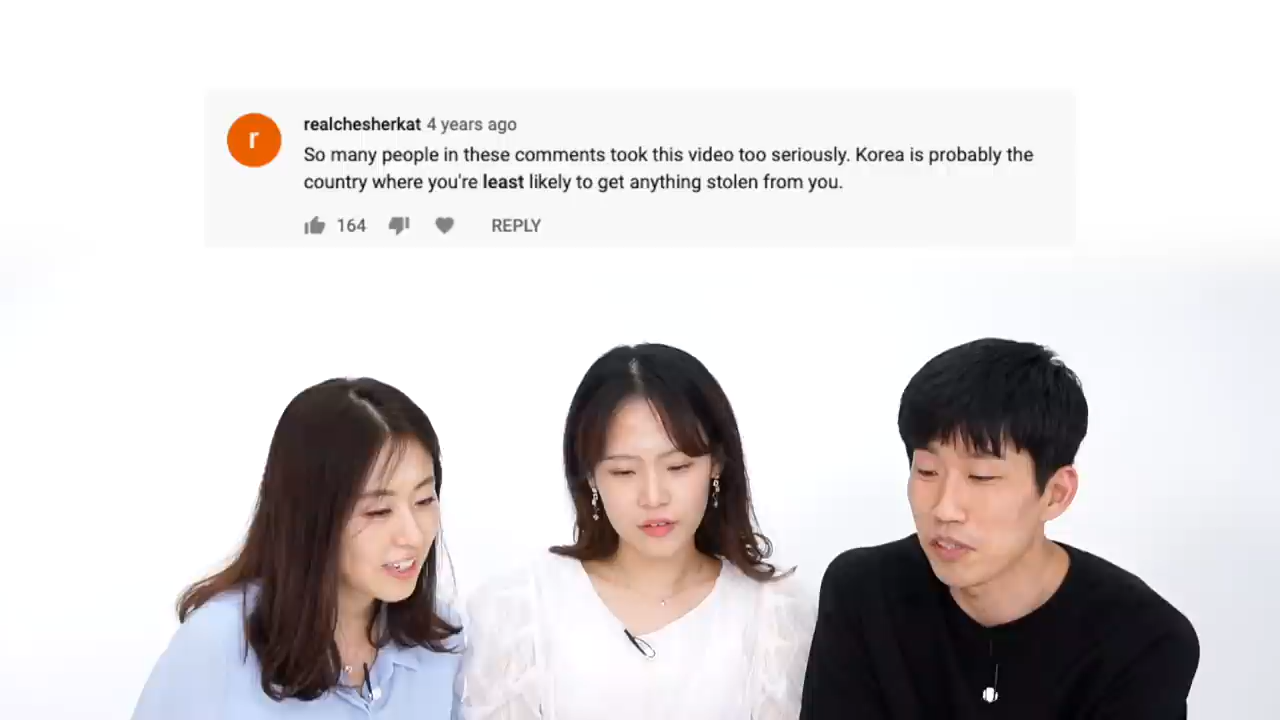 r
realchesherkat 4 years ago
So many people in these comments took this video too seriously. Korea is probably the
country where you're least likely to get anything stolen from you.
164 REPLY